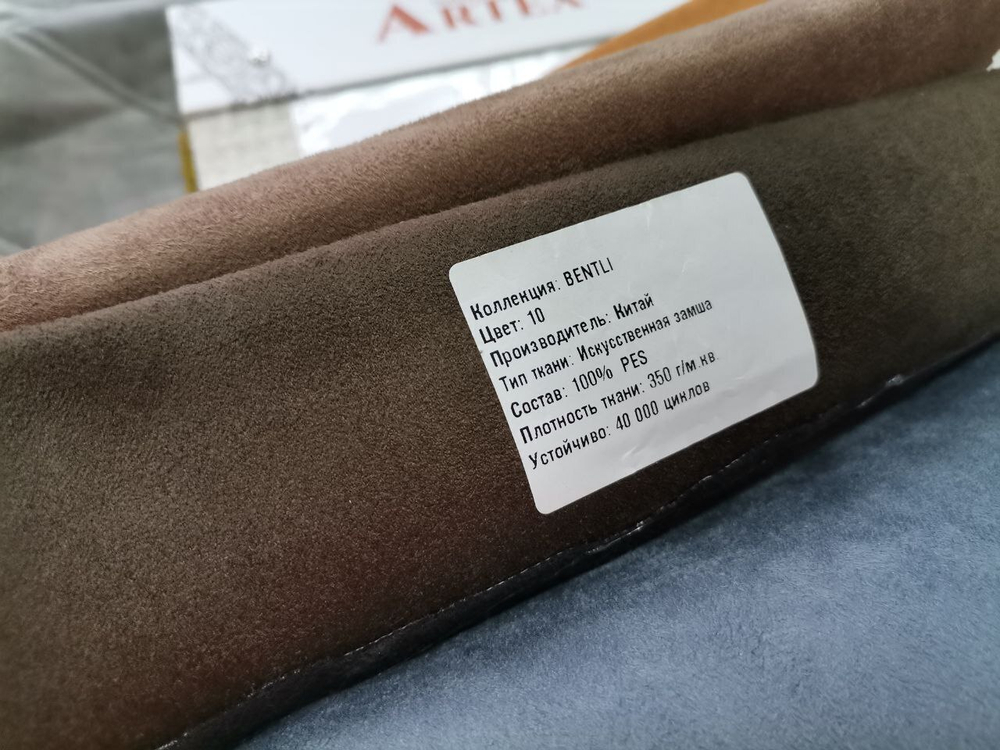 ARTEX
Коллекция: BENTLI
Цвет: 10
Производитель: Китай
Тип ткани: Искусственная замша
Состав: 100% PES
Плотность ткани: 350 г/м.кв.
Устойчиво: 40 000 циклов